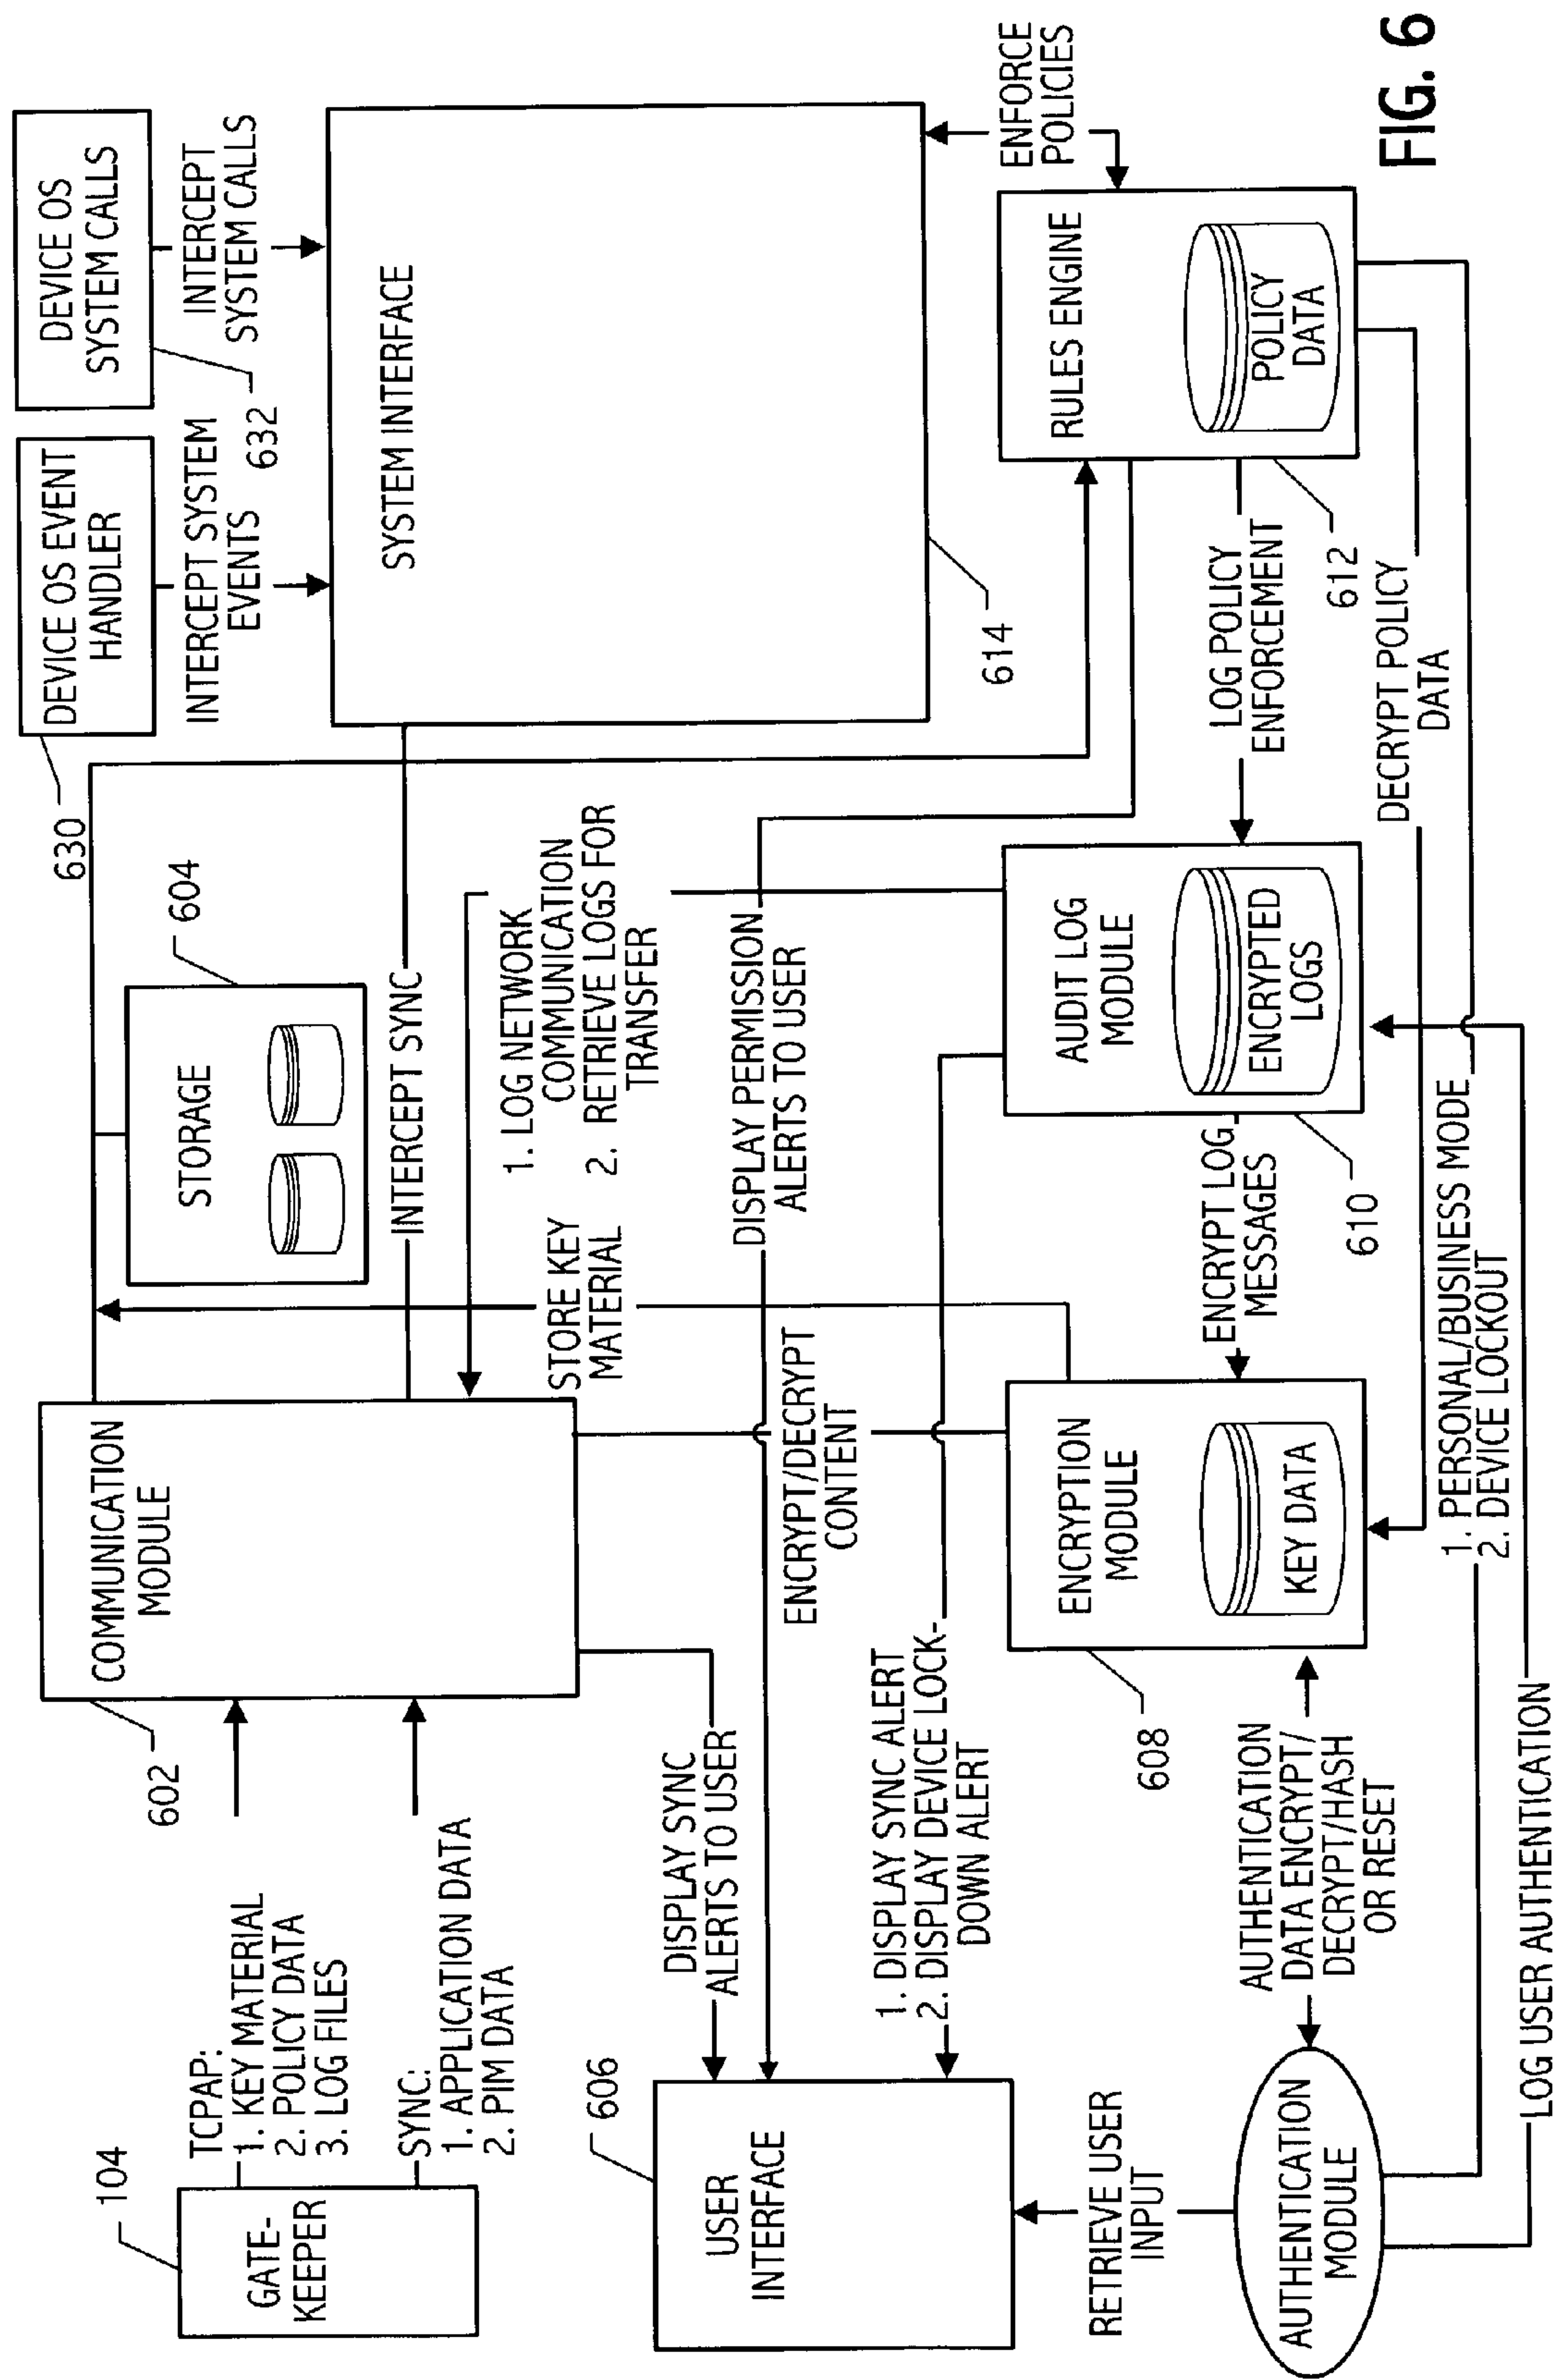 104
GATE-
KEEPER
TCPAP:
1. KEY MATERIAL
2. POLICY DATA
3. LOG FILES
SYNC:
1. APPLICATION DATA
2. PIM DATA
602
COMMUNICATION
MODULE
STORAGE
604
630
DEVICE OS EVENT
HANDLER
INTERCEPT SYSTEM
EVENTS
DEVICE OS
SYSTEM CALLS
INTERCEPT
SYSTEM CALLS
632
INTERCEPT SYNC
SYSTEM INTERFACE
614
1. LOG NETWORK
COMMUNICATION
2. RETRIEVE LOGS FOR
TRANSFER
STORE KEY
MATERIAL
DISPLAY SYNC
ALERTS TO USER
DISPLAY PERMISSION
ALERTS TO USER
ENCRYPT/DECRYPT
CONTENT
606
USER
INTERFACE
1. DISPLAY SYNC ALERT
2. DISPLAY DEVICE LOCK-
DOWN ALERT
ENFORCE
POLICIES
608
ENCRYPTION
MODULE
KEY DATA
ENCRYPT LOG
MESSAGES
AUDIT LOG
MODULE
ENCRYPTED
LOGS
610
LOG POLICY
ENFORCEMENT
RULES ENGINE
POLICY
DATA
612
RETRIEVE USER
INPUT
AUTHENTICATION
DATA ENCRYPT/
DECRYPT/HASH
OR RESET
AUTHENTICATION
MODULE
DECRYPT POLICY
DATA
1. PERSONAL/BUSINESS MODE
2. DEVICE LOCKOUT
LOG USER AUTHENTICATION
FIG. 6